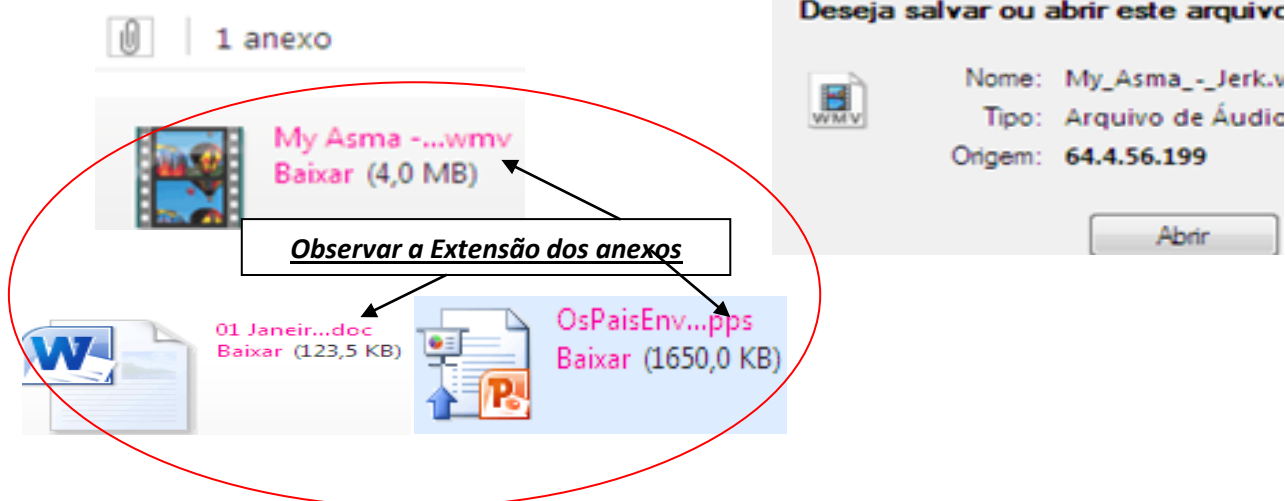 1 anexo
My Asma -...wmv
Baixar (4,0 MB)
Observar a Extensão dos anexos
01 Janeir...doc
Baixar (123,5 KB)
OsPaisEnv...pps
Baixar (1650,0 KB)
Deseja salvar ou abrir este arquivo
WMV
Nome: My_Asma_-_Jerk.
Tipo: Arquivo de Áudio
Origem: 64.4.56.199
Abrir